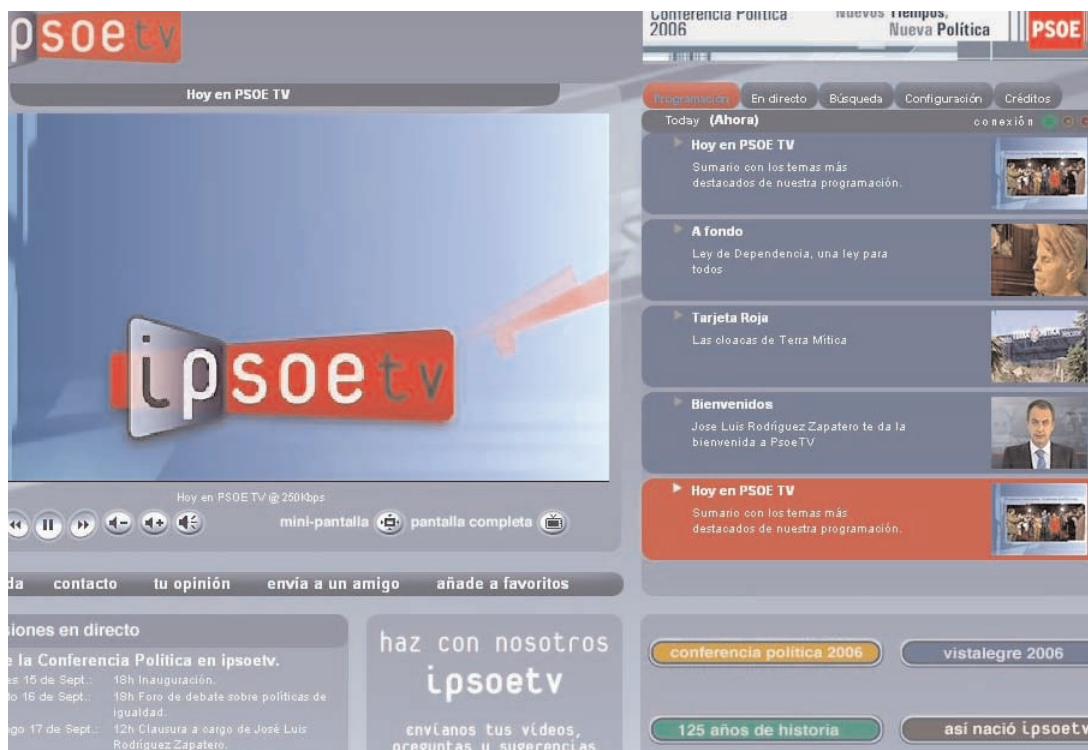 psoetv
Conferencia Política
2006
Nuevos Tiempos,
Nueva Política
PSOE
Hoy en PSOE TV
Programación
En directo
Búsqueda
Configuración
Créditos
Today (Ahora)
conexión
Hoy en PSOE TV
Sumario con los temas más
destacados de nuestra programación.
A fondo
Ley de Dependencia, una ley para
todos
Tarjeta Roja
Las cloacas de Terra Mítica
Bienvenidos
Jose Luis Rodríguez Zapatero te da la
bienvenida a PsoeTV
Hoy en PSOE TV
Sumario con los temas más
destacados de nuestra programación.
ipsoetv
Hoy en PSOE TV @ 250Kbps
mini-pantalla
pantalla completa
da
contacto
tu opinión
envía a un amigo
añade a favoritos
siones en directo
e la Conferencia Política en ipsoetv.
es 15 de Sept.: 18h Inauguración.
do 16 de Sept.: 18h Foro de debate sobre políticas de
igualdad.
ngo 17 de Sept.: 12h Clausura a cargo de José Luis
Rodríguez Zapatero.
haz con nosotros
ipsoetv
envíanos tus vídeos,
preguntas y sugerencias
conferencia política 2006
vistalegre 2006
125 años de historia
así nació ipsoetv